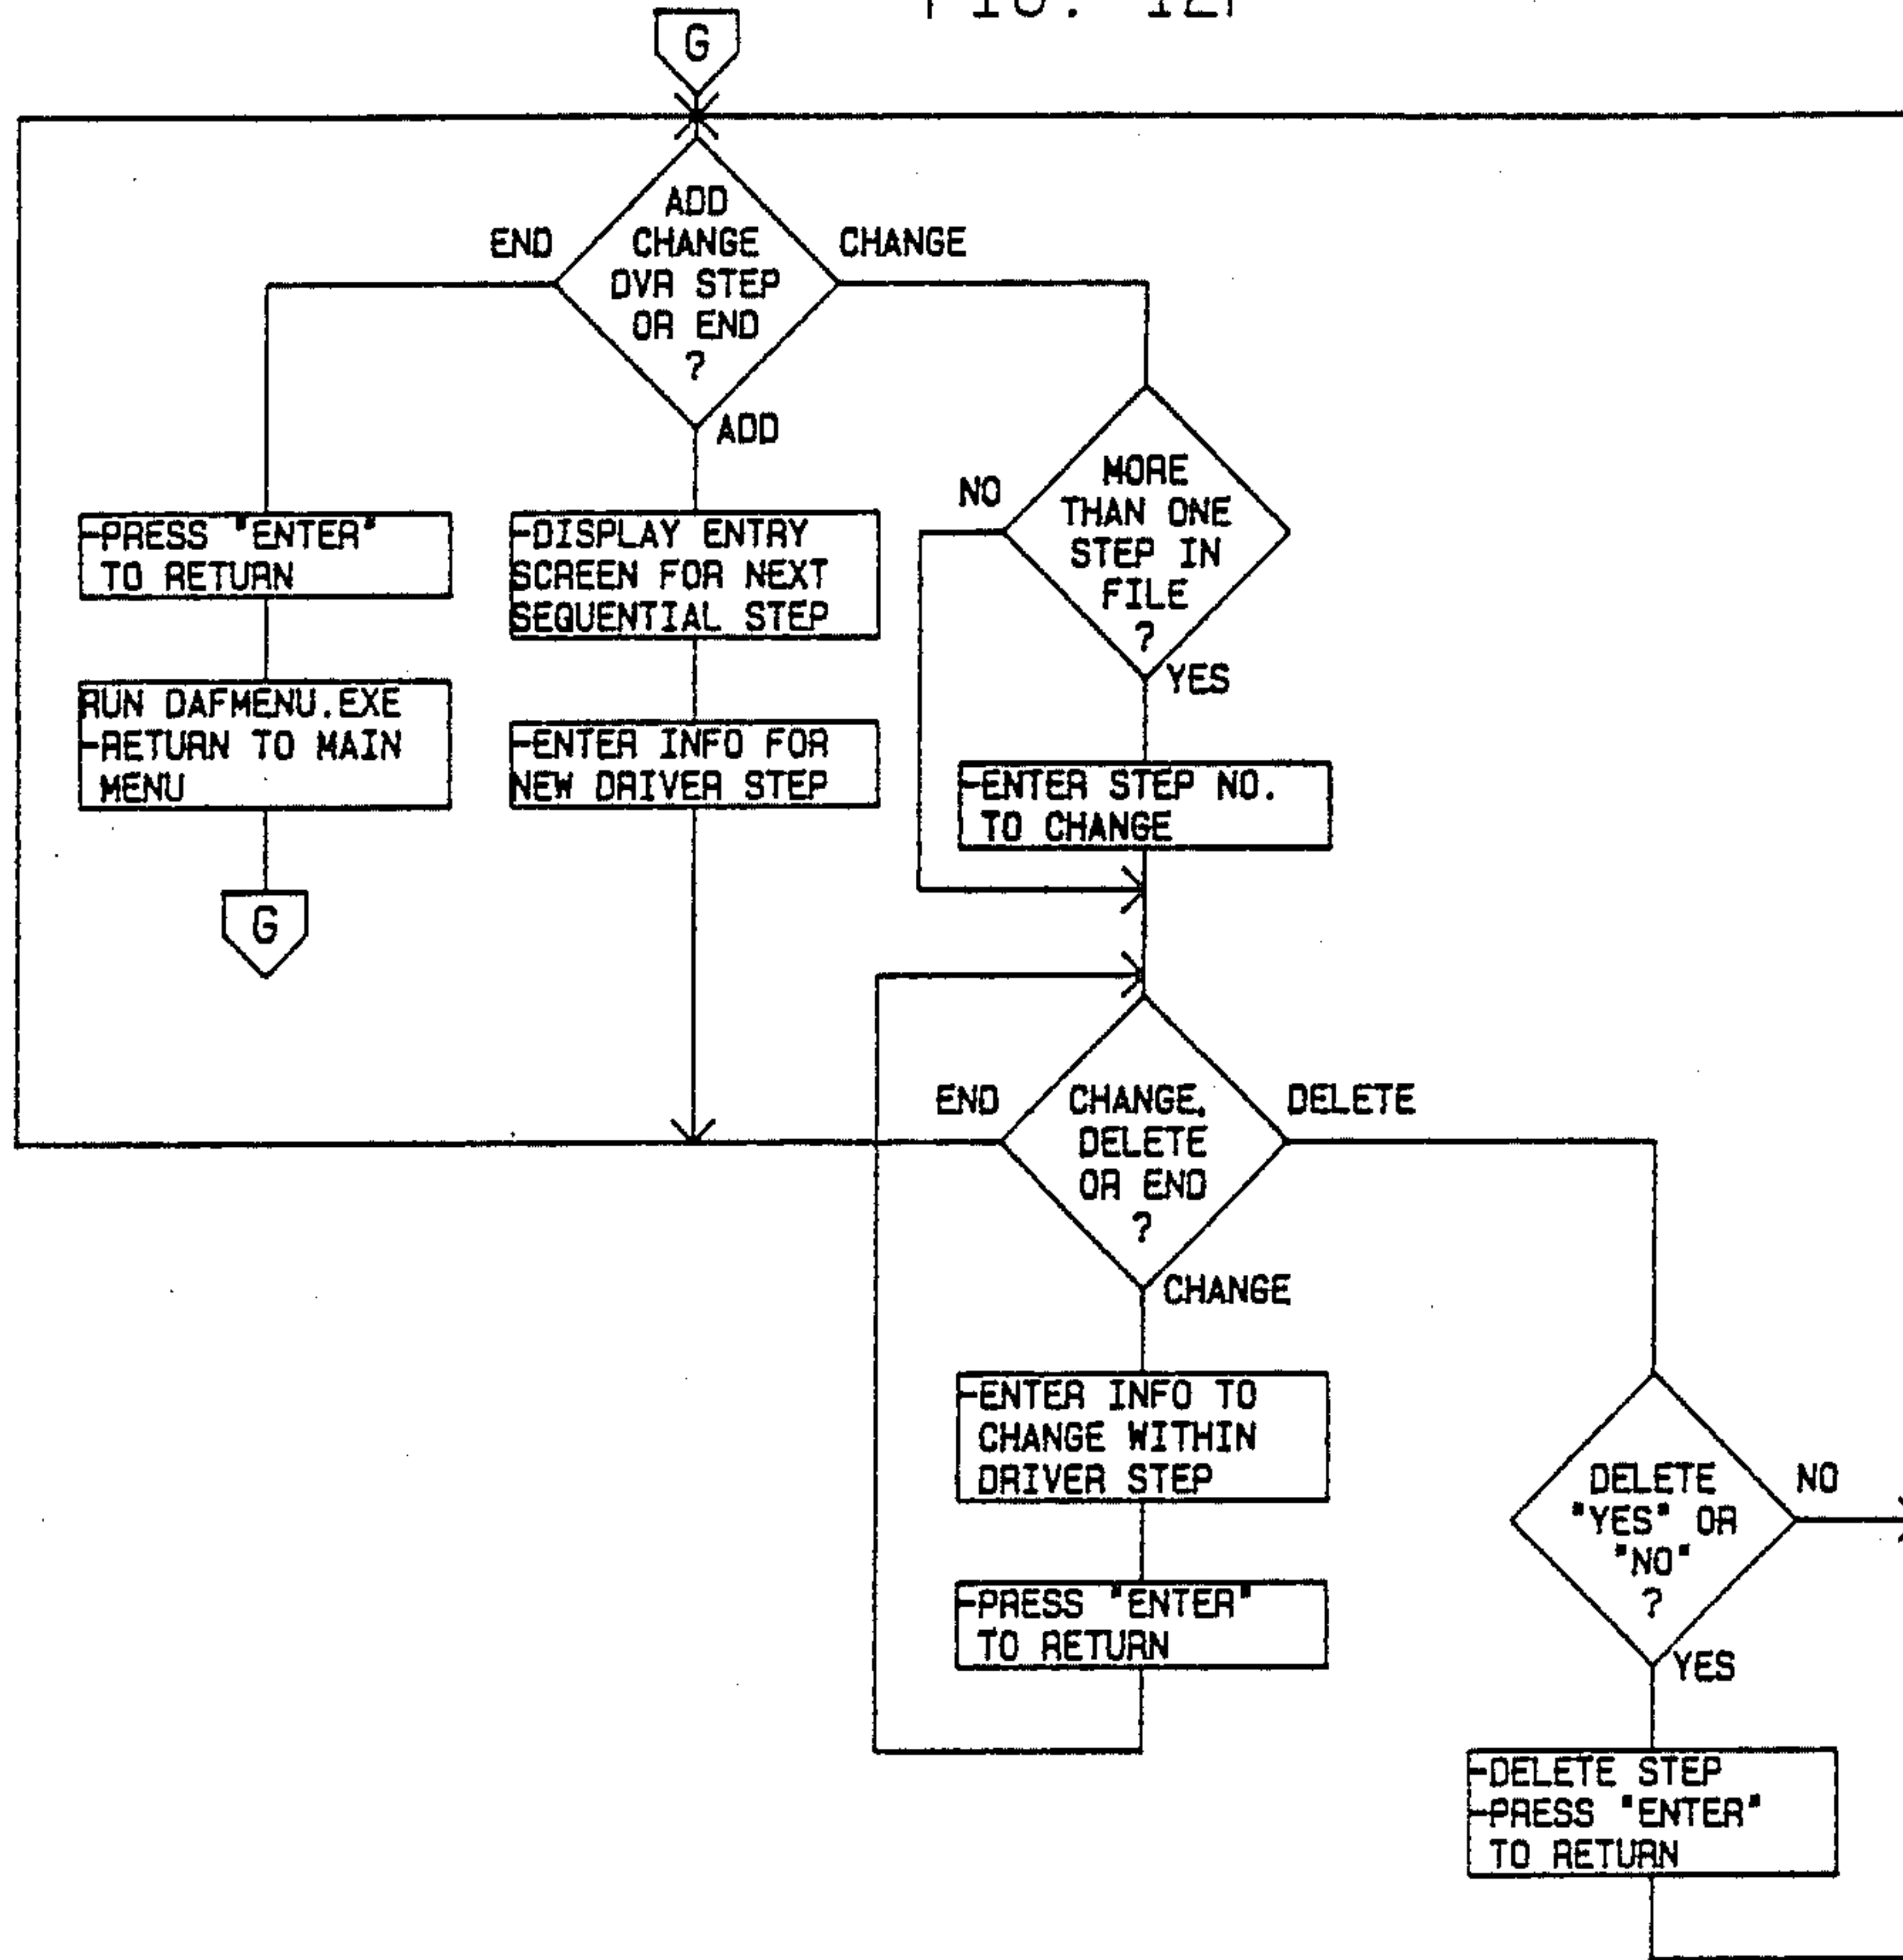 G
ADD
CHANGE
DVR STEP
OR END
?
END
CHANGE
ADD
-PRESS "ENTER"
TO RETURN
RUN DAFMENU.EXE
-RETURN TO MAIN
MENU
G
-DISPLAY ENTRY
SCREEN FOR NEXT
SEQUENTIAL STEP
-ENTER INFO FOR
NEW DRIVER STEP
MORE
THAN ONE
STEP IN
FILE
?
NO
YES
-ENTER STEP NO.
TO CHANGE
CHANGE,
DELETE
OR END
?
END
DELETE
CHANGE
-ENTER INFO TO
CHANGE WITHIN
DRIVER STEP
-PRESS "ENTER"
TO RETURN
DELETE
"YES" OR
"NO"
?
NO
YES
-DELETE STEP
-PRESS "ENTER"
TO RETURN